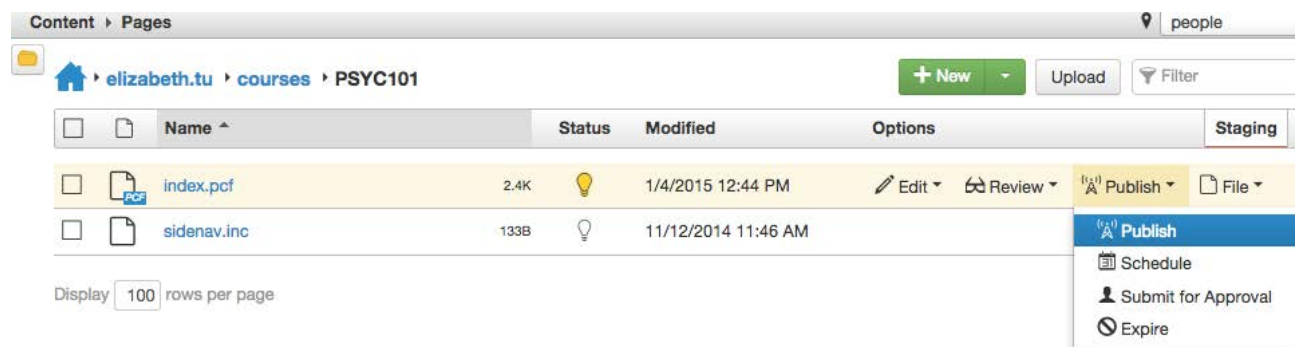 Content Pages people
elizabeth.tu courses PSYC101 New Upload Filter
Name Status Modified Options Staging
PCF index.pcf 2.4K 1/4/2015 12:44 PM Edit Review Publish File
sidenav.inc 133B 11/12/2014 11:46 AM Publish
Schedule
Display 100 rows per page Submit for Approval
Expire